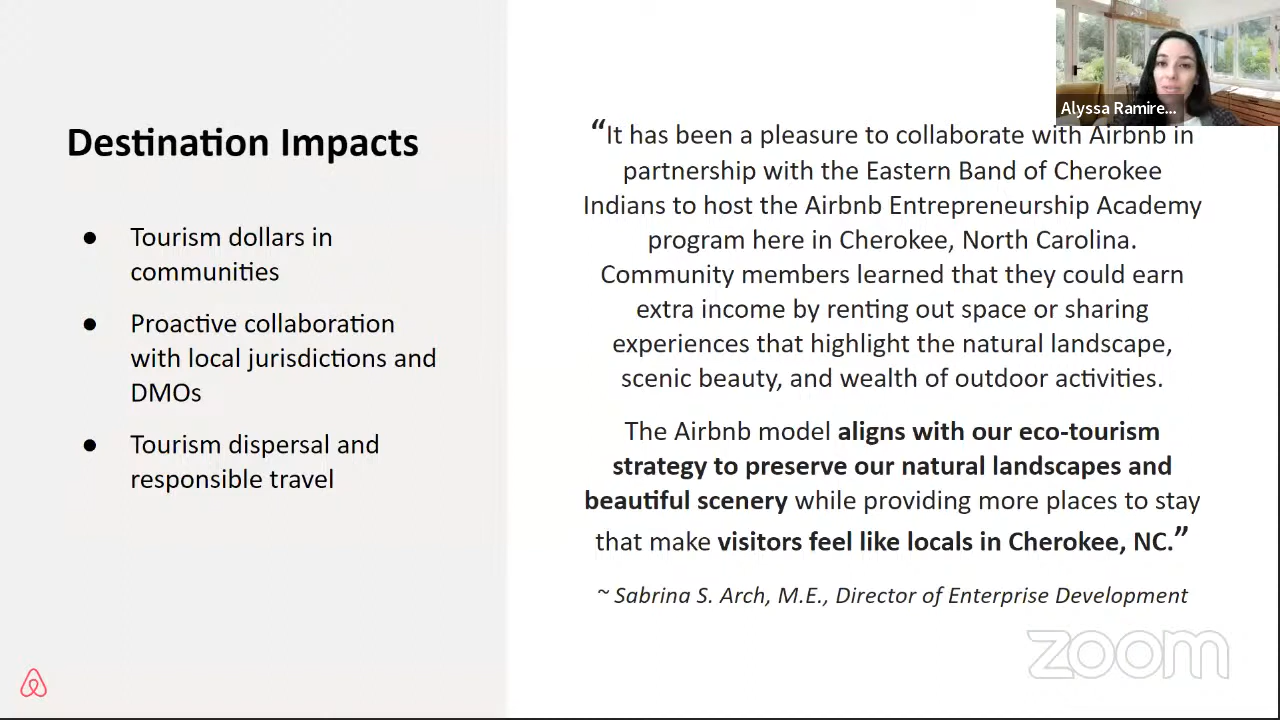 Destination Impacts
● Tourism dollars in
communities
● Proactive collaboration
with local jurisdictions and
DMOs
● Tourism dispersal and
responsible travel
Alyssa Ramire...
“It has been a pleasure to collaborate with Airbnb in
partnership with the Eastern Band of Cherokee
Indians to host the Airbnb Entrepreneurship Academy
program here in Cherokee, North Carolina.
Community members learned that they could earn
extra income by renting out space or sharing
experiences that highlight the natural landscape,
scenic beauty, and wealth of outdoor activities.
The Airbnb model aligns with our eco-tourism
strategy to preserve our natural landscapes and
beautiful scenery while providing more places to stay
that make visitors feel like locals in Cherokee, NC.”
~ Sabrina S. Arch, M.E., Director of Enterprise Development
zoom